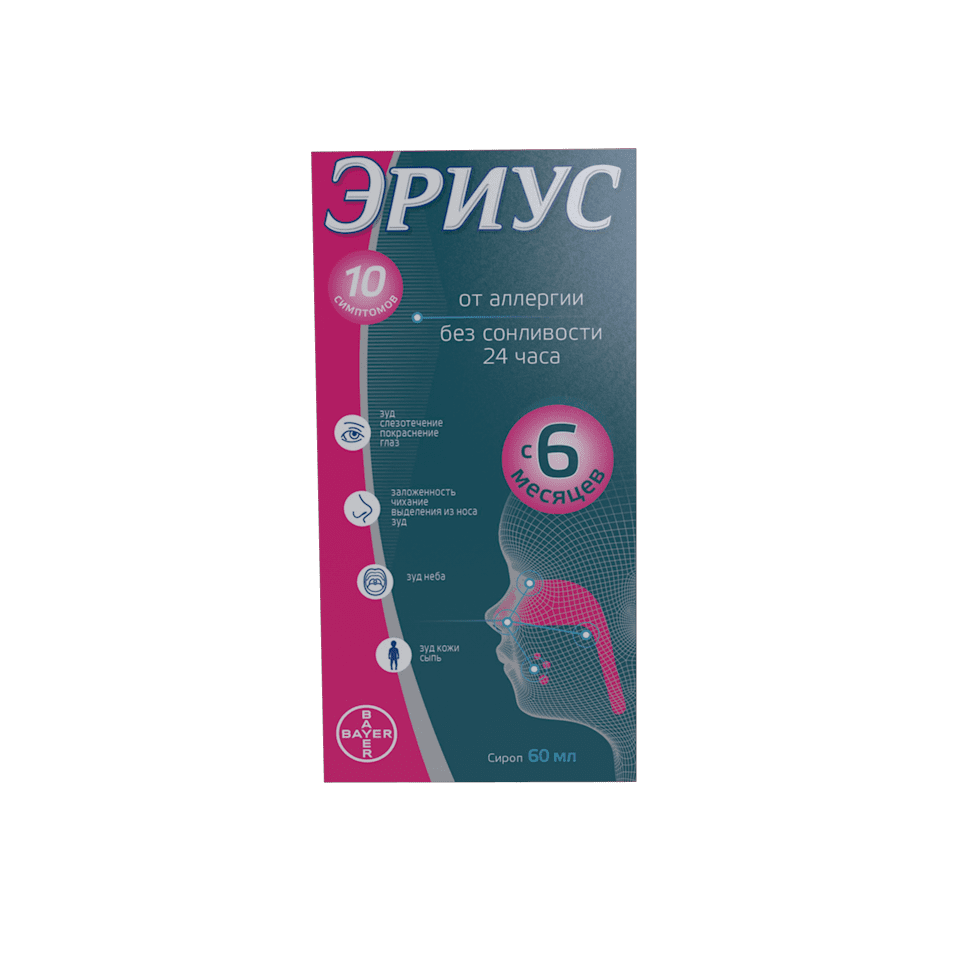 ЭРИУС
10
СИМПТОМОВ
от аллергии
без сонливости
24 часа
зуд
слезотечение
покраснение
глаз
с 6
месяцев
заложенность
чихание
выделения из носа
зуд
зуд неба
зуд кожи
сыпь
BAYER
BAYER
Сироп 60 мл